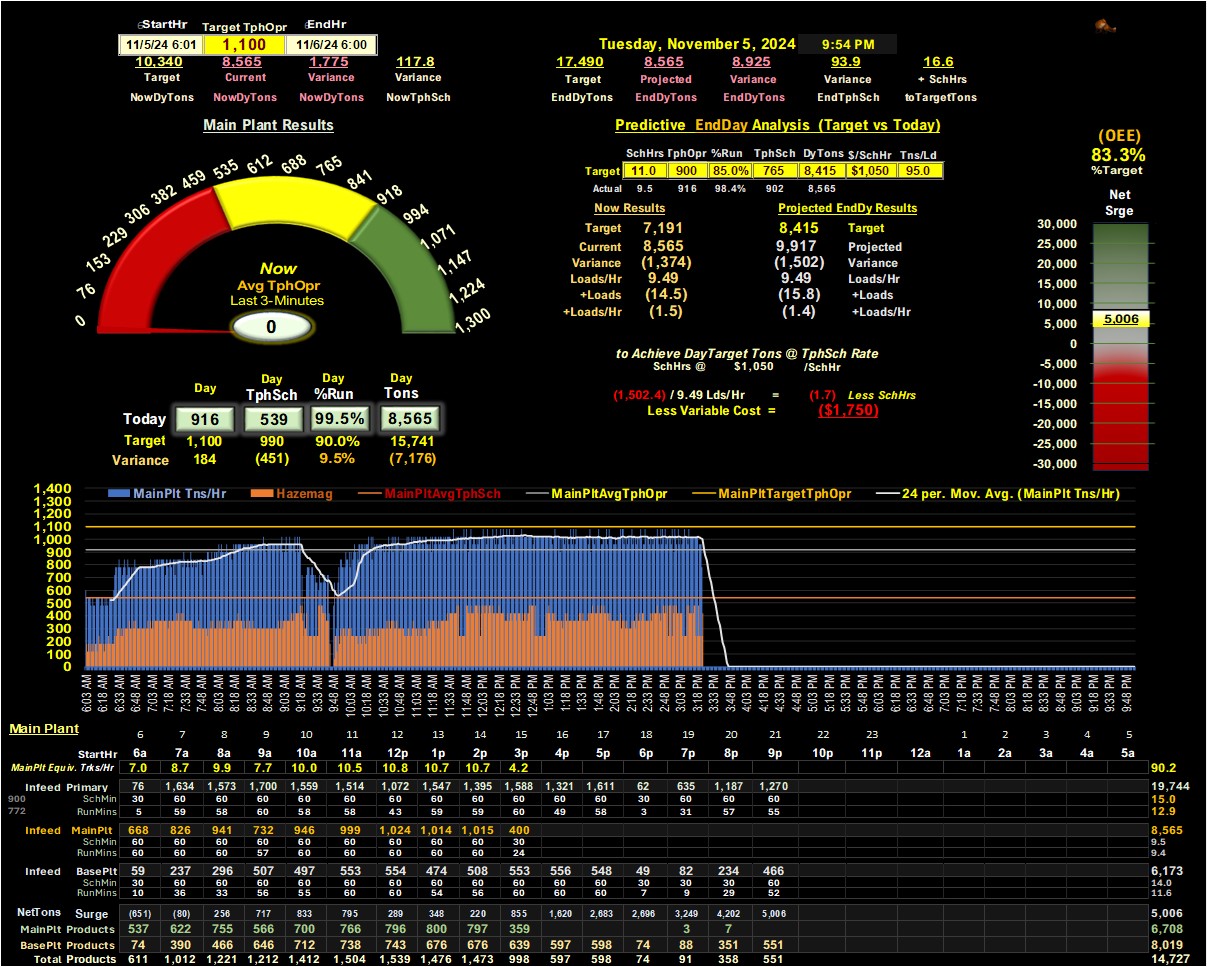 StartHr Target TphOpr EndHr
11/5/24 6:01 1,100 11/6/24 6:00
Tuesday, November 5, 2024 9:54 PM
10,340 8,565 1,775 117.8 17,490 8,565 8,925 93.9 16.6
Target Current Variance Variance Target Projected Variance Variance + SchHrs
NowDyTons NowDyTons NowDyTons NowTphSch EndDyTons EndDyTons EndDyTons EndTphSch toTargetTons
Main Plant Results
0 76 153 229 306 382 459 535 612 688 765 841 918 994 1,071 1,147 1,224 1,300
Now
Avg TphOpr
Last 3-Minutes
0
Day Day Day Day
TphSch %Run Tons
Today 916 539 99.5% 8,565
Target 1,100 990 90.0% 15,741
Variance 184 (451) 9.5% (7,176)
Predictive EndDay Analysis (Target vs Today)
SchHrs TphOpr %Run TphSch DyTons $/SchHr Tns/Ld
Target 11.0 900 85.0% 765 8,415 $1,050 95.0
Actual 9.5 916 98.4% 902 8,565
Now Results Projected EndDy Results
Target 7,191 8,415 Target
Current 8,565 9,917 Projected
Variance (1,374) (1,502) Variance
Loads/Hr 9.49 9.49 Loads/Hr
+Loads (14.5) (15.8) +Loads
+Loads/Hr (1.5) (1.4) +Loads/Hr
to Achieve DayTarget Tons @ TphSch Rate
SchHrs @ $1,050 /SchHr
(1,502.4) / 9.49 Lds/Hr = (1.7) Less SchHrs
Less Variable Cost = ($1,750)
(OEE)
83.3%
%Target
Net
Srge
30,000
25,000
20,000
15,000
10,000
5,000
0
-5,000
-10,000
-15,000
-20,000
-25,000
-30,000
5,006
MainPlt Tns/Hr Hazemag MainPltAvgTphSch MainPltAvgTphOpr MainPltTargetTphOpr 24 per. Mov. Avg. (MainPlt Tns/Hr)
1,400
1,300
1,200
1,100
1,000
900
800
700
600
500
400
300
200
100
0
6:03 AM 6:18 AM 6:33 AM 6:48 AM 7:03 AM 7:18 AM 7:33 AM 7:48 AM 8:03 AM 8:18 AM 8:33 AM 8:48 AM 9:03 AM 9:18 AM 9:33 AM 9:48 AM 10:03 AM 10:18 AM 10:33 AM 10:48 AM 11:03 AM 11:18 AM 11:33 AM 11:48 AM 12:03 PM 12:18 PM 12:33 PM 12:48 PM 1:03 PM 1:18 PM 1:33 PM 1:48 PM 2:03 PM 2:18 PM 2:33 PM 2:48 PM 3:03 PM 3:18 PM 3:33 PM 3:48 PM 4:03 PM 4:18 PM 4:33 PM 4:48 PM 5:03 PM 5:18 PM 5:33 PM 5:48 PM 6:03 PM 6:18 PM 6:33 PM 6:48 PM 7:03 PM 7:18 PM 7:33 PM 7:48 PM 8:03 PM 8:18 PM 8:33 PM 8:48 PM 9:03 PM 9:18 PM 9:33 PM 9:48 PM
Main Plant 6 7 8 9 10 11 12 13 14 15 16 17 18 19 20 21 22 23 1 2 3 4 5
StartHr 6a 7a 8a 9a 10a 11a 12p 1p 2p 3p 4p 5p 6p 7p 8p 9p 10p 11p 12a 1a 2a 3a 4a 5a
MainPlt Equiv. Trks/Hr 7.0 8.7 9.9 7.7 10.0 10.5 10.8 10.7 10.7 4.2 90.2
Infeed Primary 76 1,634 1,573 1,700 1,559 1,514 1,072 1,547 1,395 1,588 1,321 1,611 62 635 1,187 1,270 19,744
900 SchMin 30 60 60 60 60 60 60 60 60 60 60 60 30 60 60 60 15.0
772 RunMins 5 59 58 60 58 58 43 59 59 60 49 58 3 31 57 55 12.9
Infeed MainPlt 668 826 941 732 946 999 1,024 1,014 1,015 400 8,565
SchMin 60 60 60 60 60 60 60 60 60 30 9.5
RunMins 60 60 60 57 60 60 60 60 60 24 9.4
Infeed BasePlt 59 237 296 507 497 553 554 474 508 553 556 548 49 82 234 466 6,173
SchMin 30 60 60 60 60 60 60 60 60 60 60 60 30 30 30 60 14.0
RunMins 10 36 33 56 55 60 60 54 56 60 60 60 7 9 29 52 11.6
NetTons Surge (651) (80) 256 717 833 795 289 348 220 855 1,620 2,683 2,696 3,249 4,202 5,006 5,006
MainPlt Products 537 622 755 566 700 766 796 800 797 359 3 7 6,708
BasePlt Products 74 390 466 646 712 738 743 676 676 639 597 598 74 88 351 551 8,019
Total Products 611 1,012 1,221 1,212 1,412 1,504 1,539 1,476 1,473 998 597 598 74 91 358 551 14,727